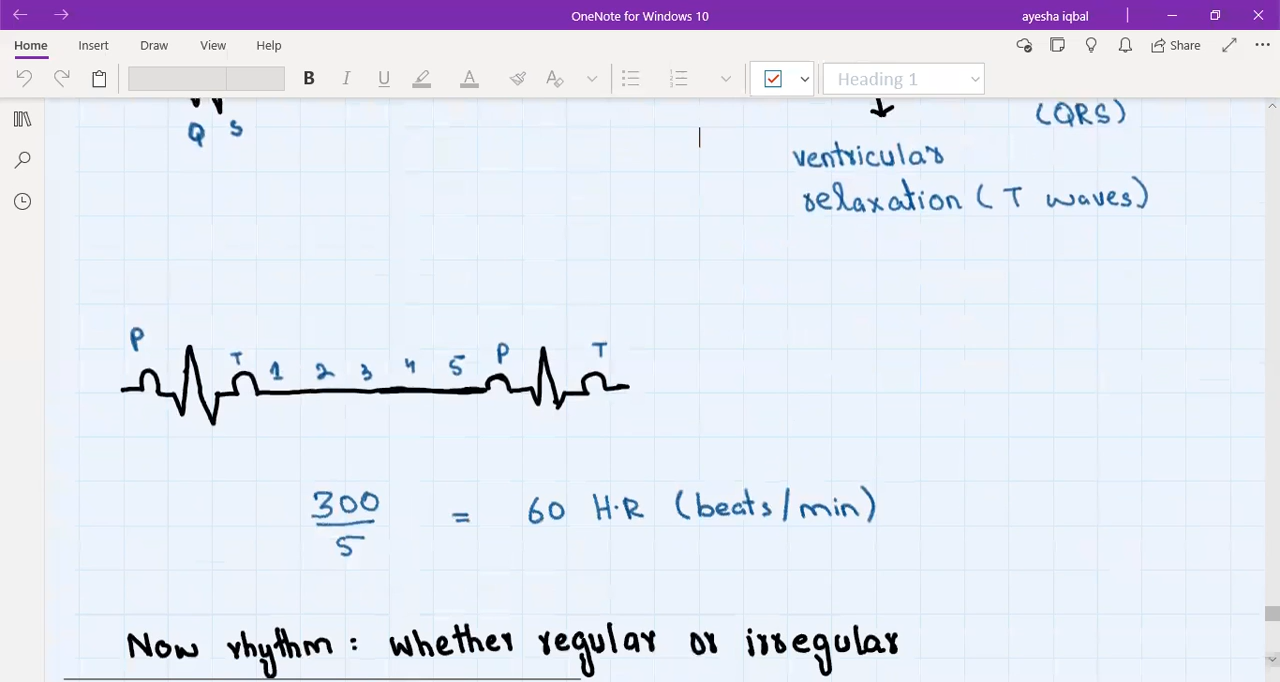 OneNote for Windows 10
ayesha iqbal
Home Insert Draw View Help
Share
B I U A A
Heading 1
Q S
(QRS)
ventricular
relaxation (T waves)
P T 1 2 3 4 5 P T
300
5
= 60 H.R (beats/min)
Now rhythm: whether regular or irregular